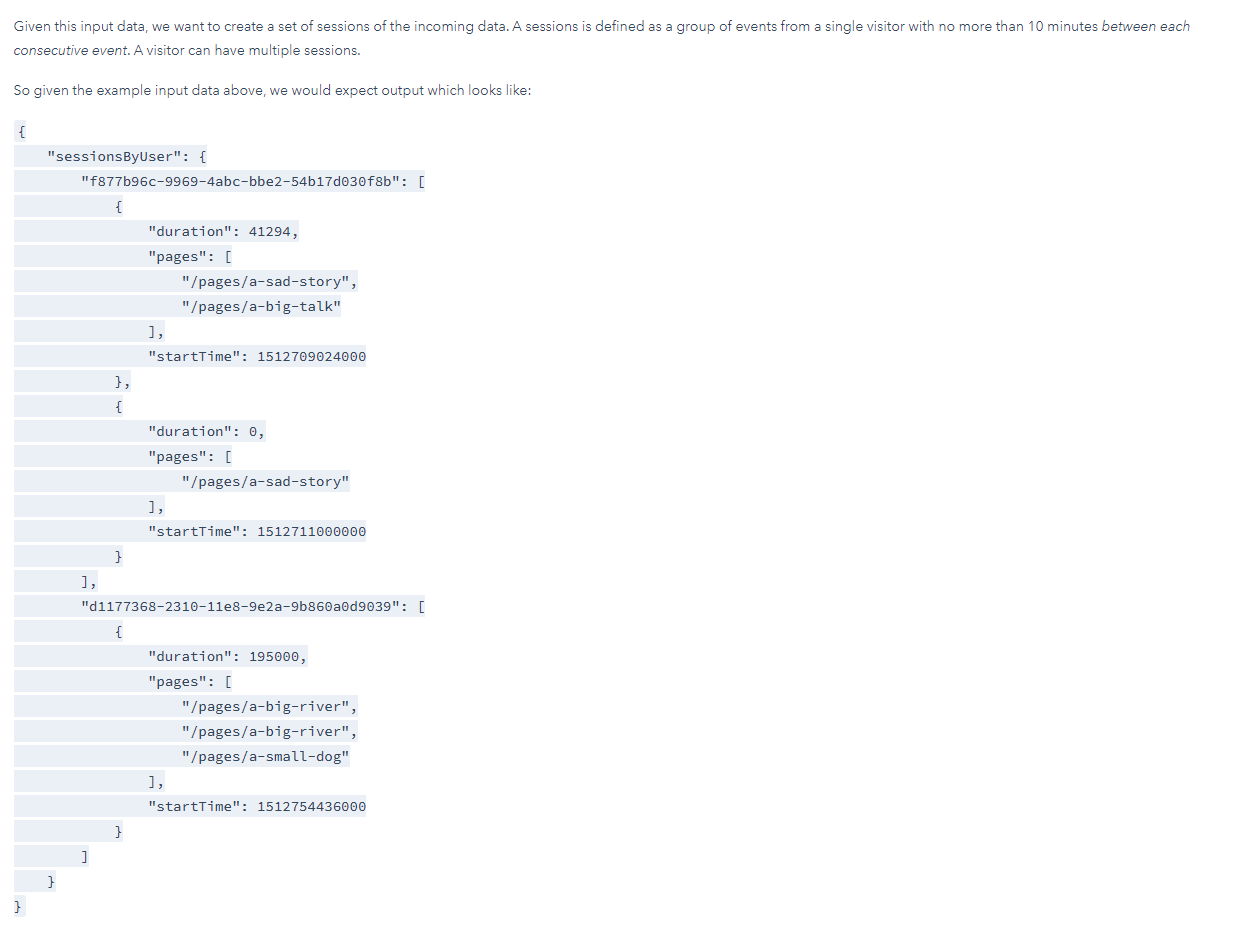 Given this input data, we want to create a set of sessions of the incoming data. A sessions is defined as a group of events from a single visitor with no more than 10 minutes between each
consecutive event. A visitor can have multiple sessions.
So given the example input data above, we would expect output which looks like:
{
    "sessionsByUser": {
        "f877b96c-9969-4abc-bbe2-54b17d030f8b": [
            {
                "duration": 41294,
                "pages": [
                    "/pages/a-sad-story",
                    "/pages/a-big-talk"
                ],
                "startTime": 1512709024000
            },
            {
                "duration": 0,
                "pages": [
                    "/pages/a-sad-story"
                ],
                "startTime": 1512711000000
            }
        ],
        "d1177368-2310-11e8-9e2a-9b860a0d9039": [
            {
                "duration": 195000,
                "pages": [
                    "/pages/a-big-river",
                    "/pages/a-big-river",
                    "/pages/a-small-dog"
                ],
                "startTime": 1512754436000
            }
        ]
    }
}